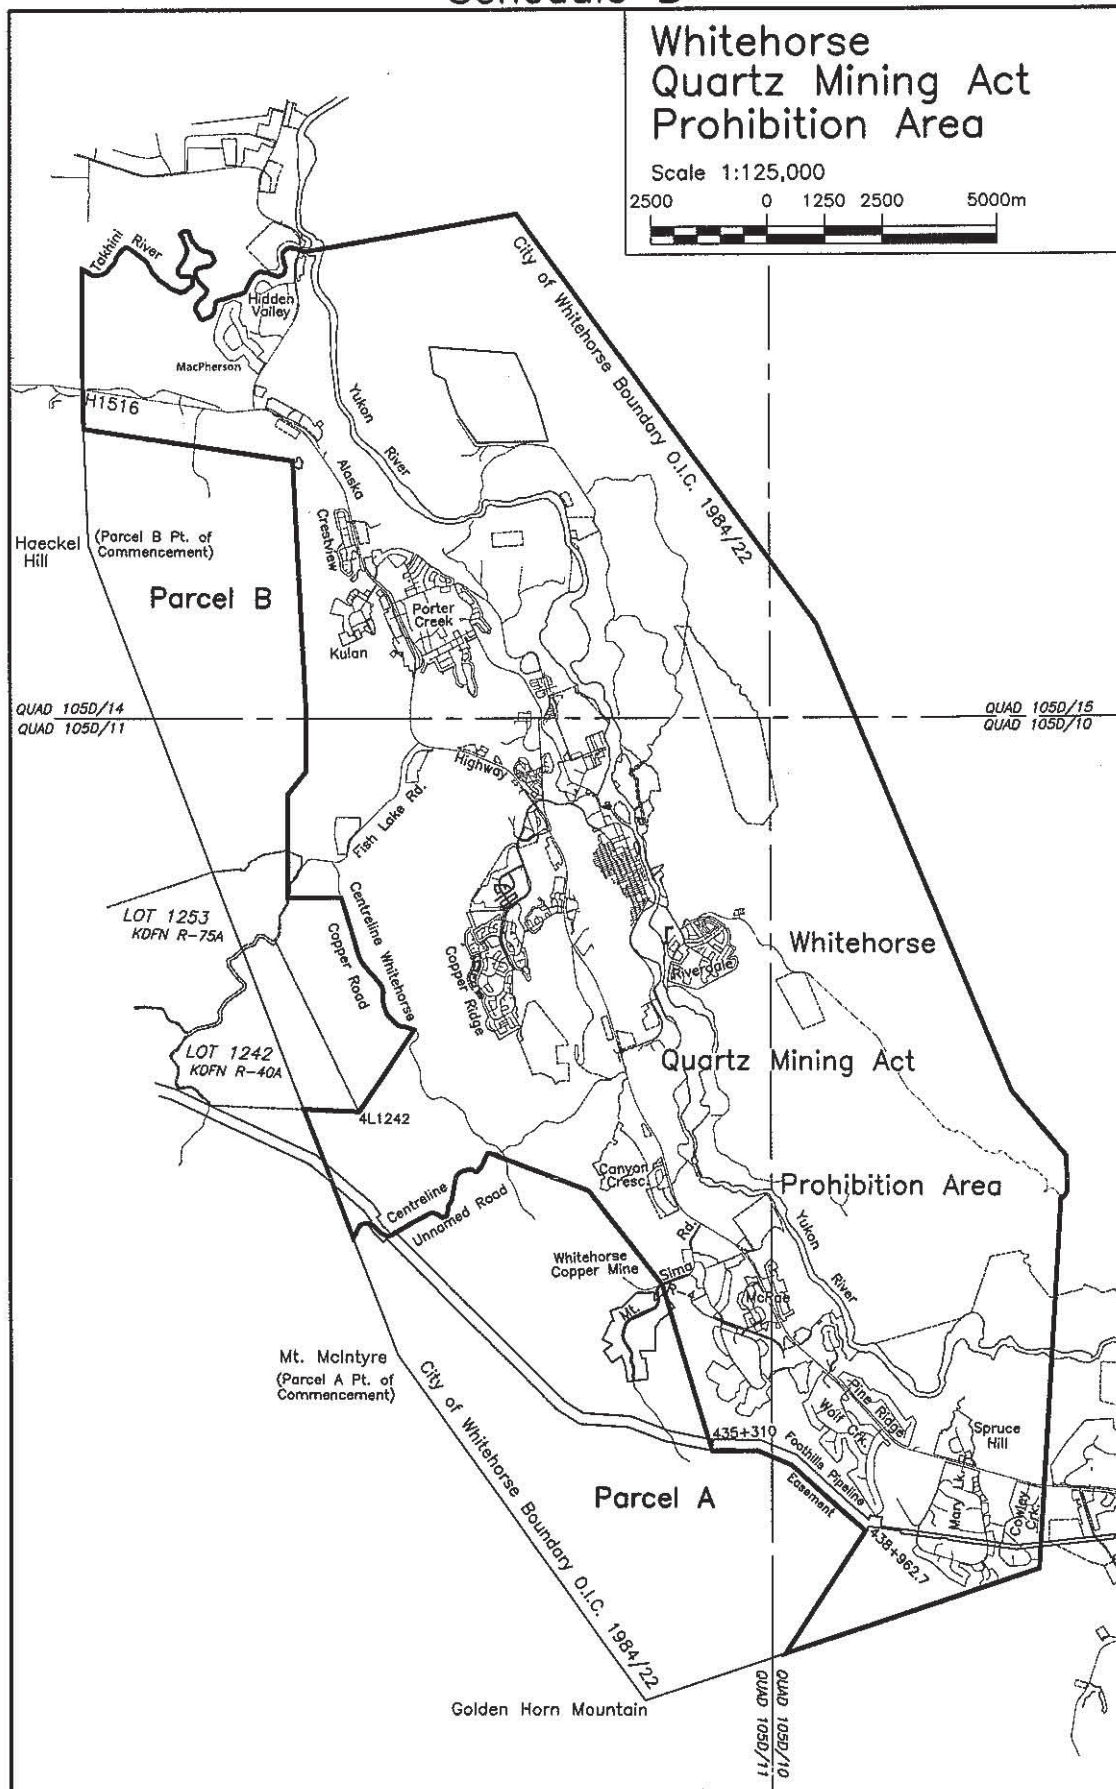 Whitehorse
Quartz Mining Act
Prohibition Area
Scale 1:125,000
2500 0 1250 2500 5000m
Takhini
River
City of Whitehorse Boundary O.I.C. 1984/22
Hidden
Valley
MacPherson
H1516
Yukon
River
Alaska
Crestview
Haeckel
Hill
(Parcel B Pt. of
Commencement)
Parcel B
Porter
Creek
Kulan
QUAD 105D/14
QUAD 105D/11
QUAD 105D/15
QUAD 105D/10
Highway
Fish Lake Rd.
Centreline Whitehorse
Copper Road
LOT 1253
KDFN R-75A
Copper Ridge
Riverdale
Whitehorse
LOT 1242
KDFN R-40A
4L1242
Quartz Mining Act
Canyon
Cresc.
Prohibition Area
Centreline
Unnamed Road
Yukon
River
Whitehorse
Copper Mine
Mt.
Sima
Rd.
McRae
Mt. McIntyre
(Parcel A Pt. of
Commencement)
City of Whitehorse Boundary O.I.C. 1984/22
Pine Ridge
Wolf Crk.
Spruce
Hill
435+310
Foothills Pipeline
Easement
Parcel A
Mary Lk.
Cowley
Crk.
438+962.7
Golden Horn Mountain
QUAD 105D/10
QUAD 105D/11